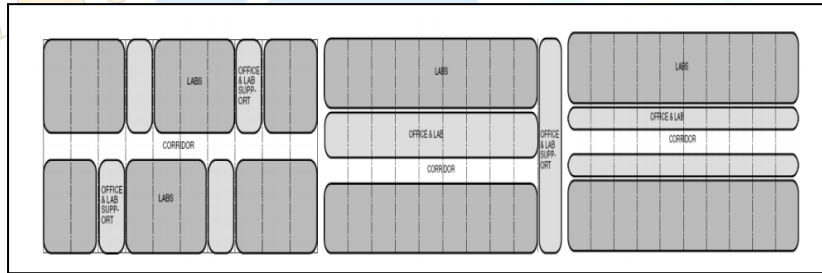 LABS
OFFICE
& LAB
SUPP-
ORT
CORRIDOR
OFFICE
& LAB
SUPP-
ORT
LABS
LABS
OFFICE & LAB
CORRIDOR
OFFICE
& LAB
SUPP-
ORT
LABS
OFFICE & LAB
CORRIDOR